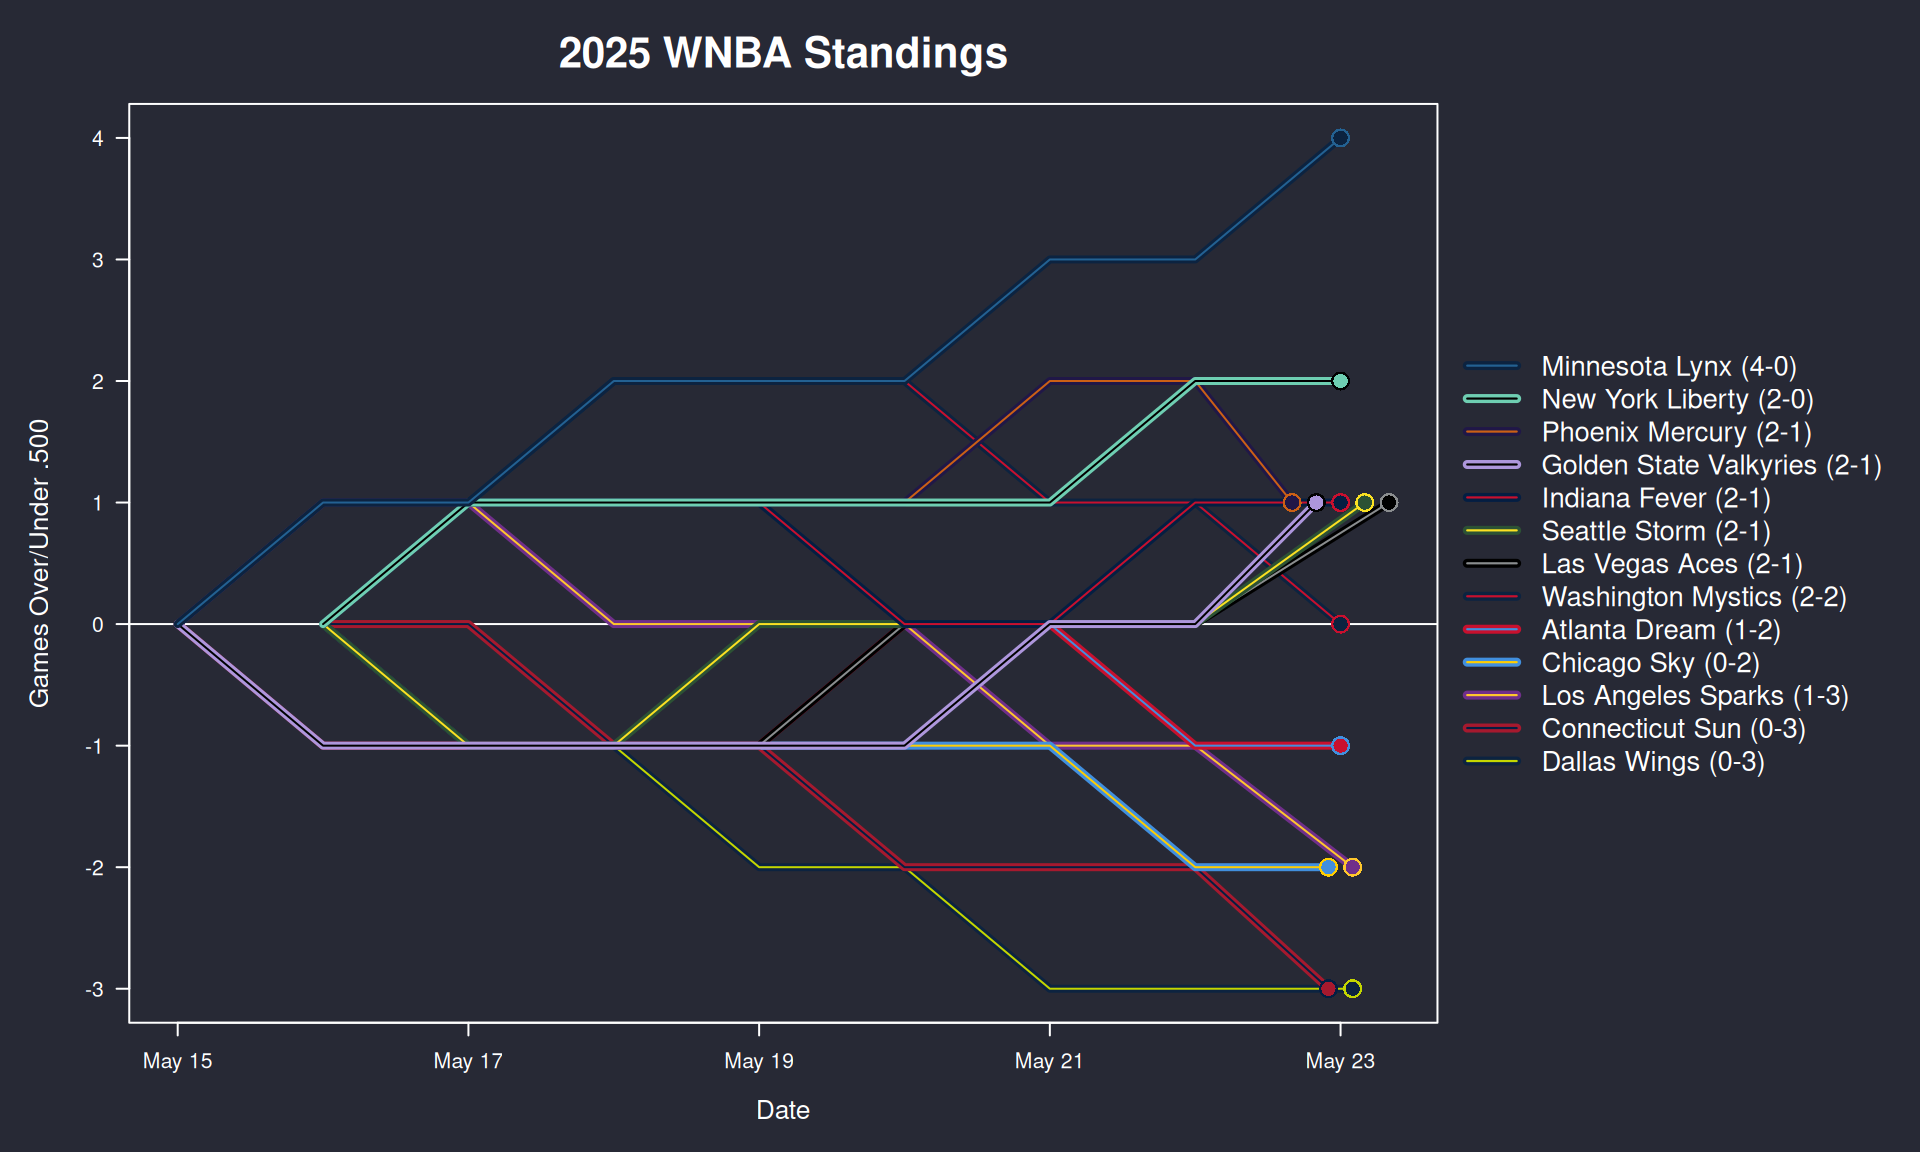 2025 WNBA Standings
4
3
2
1
0
-1
-2
-3
Games Over/Under .500
May 15
May 17
May 19
May 21
May 23
Date
Minnesota Lynx (4-0)
New York Liberty (2-0)
Phoenix Mercury (2-1)
Golden State Valkyries (2-1)
Indiana Fever (2-1)
Seattle Storm (2-1)
Las Vegas Aces (2-1)
Washington Mystics (2-2)
Atlanta Dream (1-2)
Chicago Sky (0-2)
Los Angeles Sparks (1-3)
Connecticut Sun (0-3)
Dallas Wings (0-3)